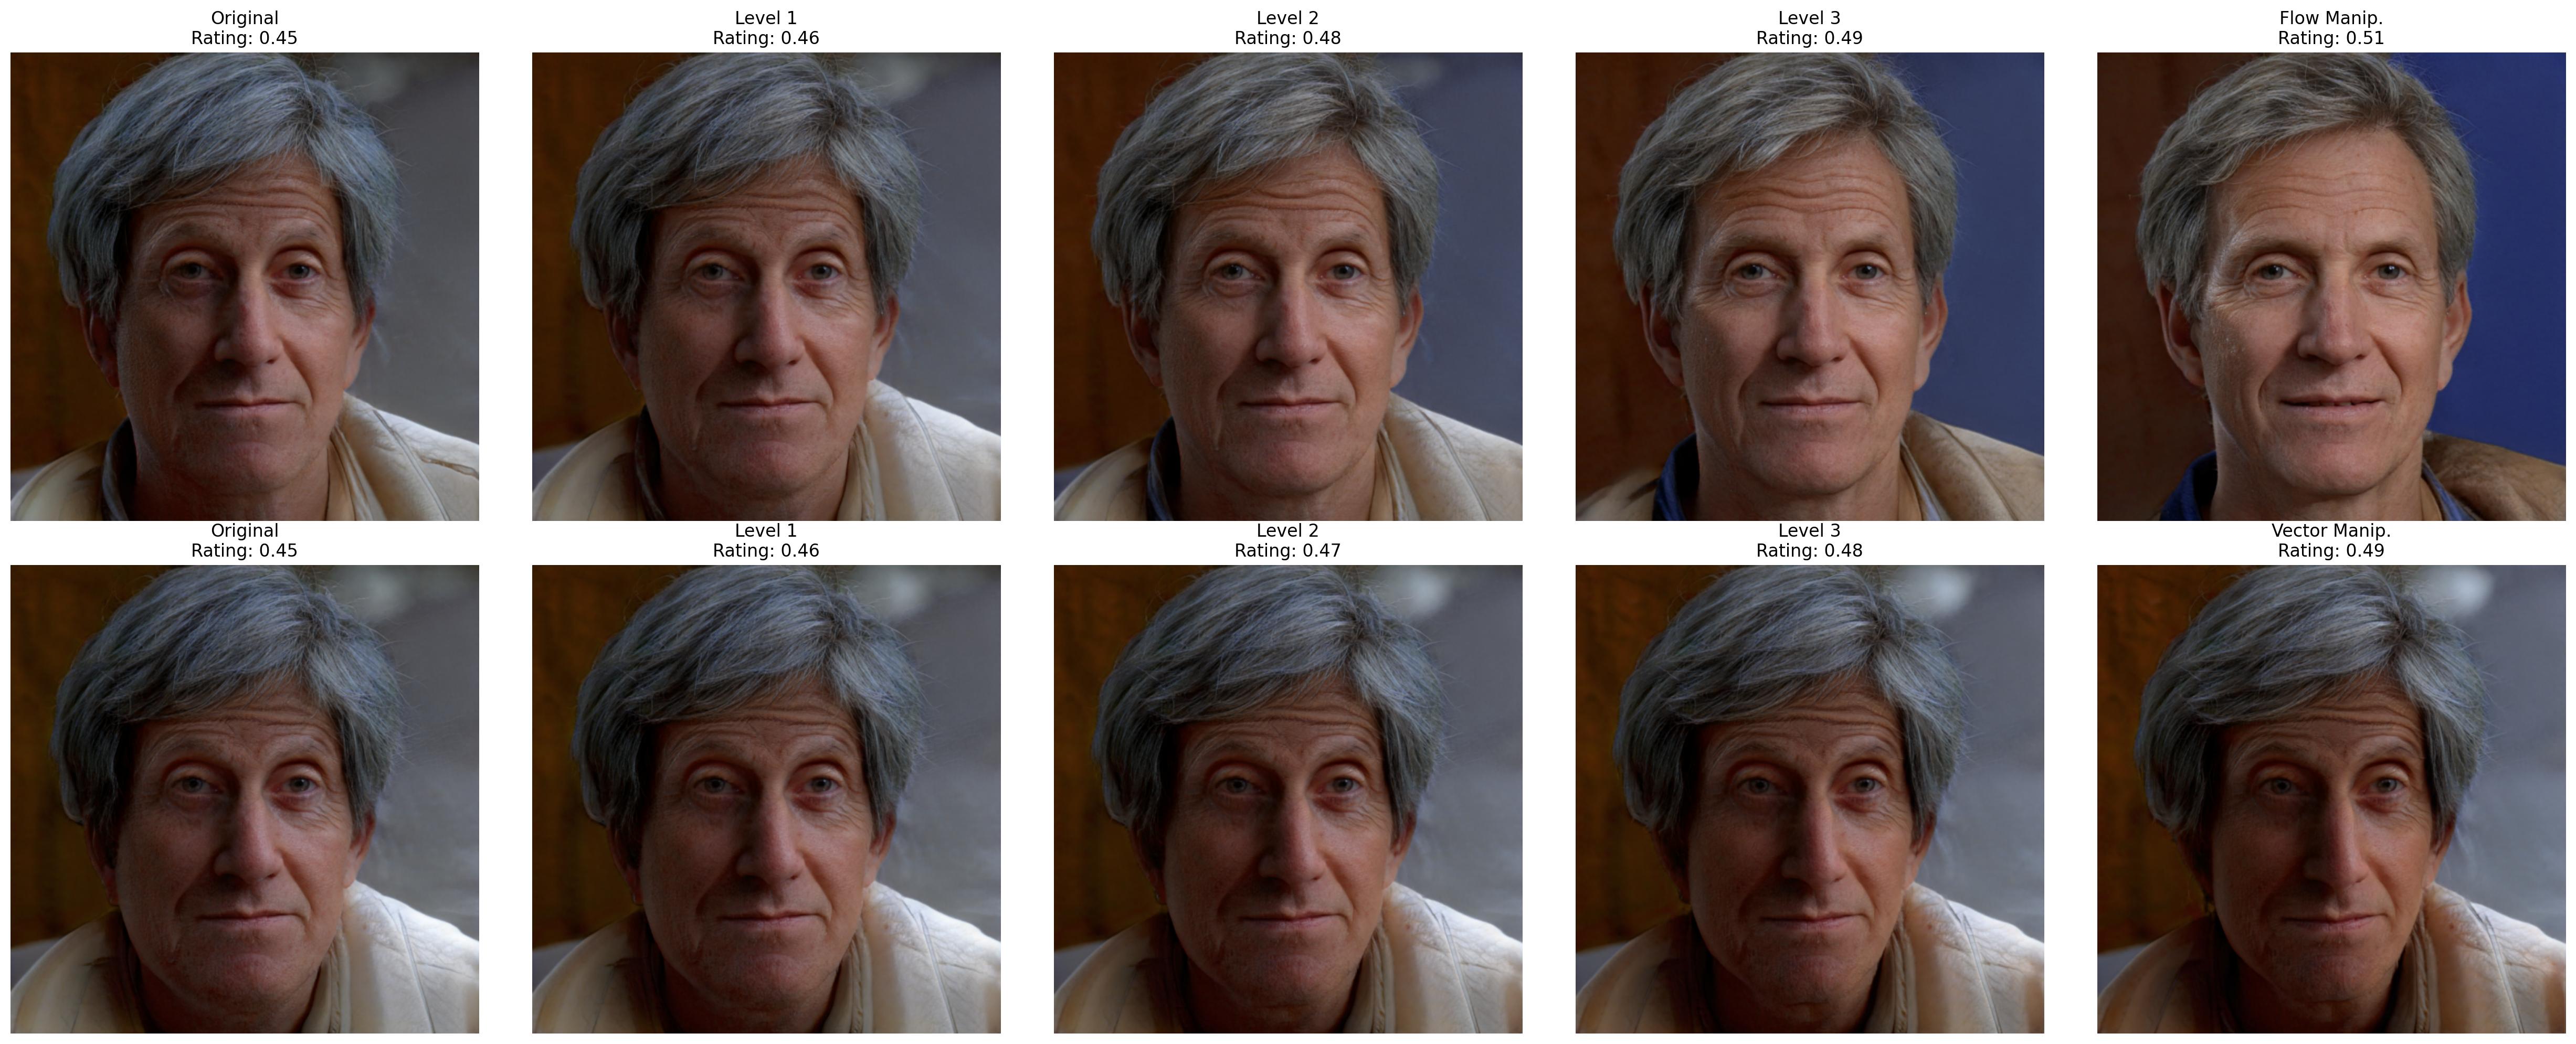 Original
Rating: 0.45
Level 1
Rating: 0.46
Level 2
Rating: 0.48
Level 3
Rating: 0.49
Flow Manip.
Rating: 0.51
Original
Rating: 0.45
Level 1
Rating: 0.46
Level 2
Rating: 0.47
Level 3
Rating: 0.48
Vector Manip.
Rating: 0.49